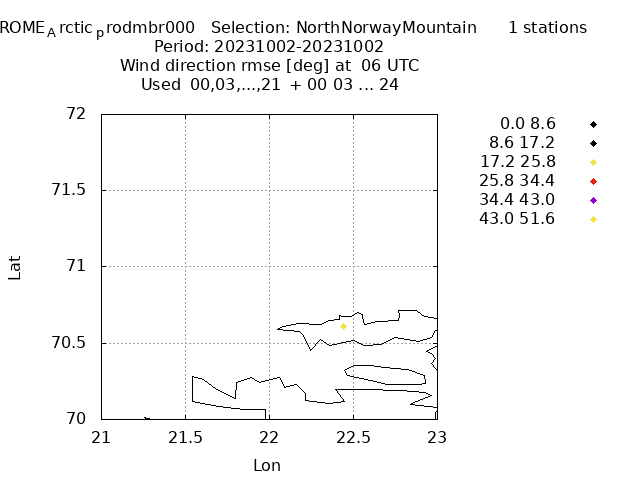 ROME_A rctic_p rodmbr000 Selection: NorthNorwayMountain 1 stations
Period: 20231002-20231002
Wind direction rmse [deg] at 06 UTC
Used 00,03,...,21 + 00 03 ... 24
0.0 8.6
8.6 17.2
17.2 25.8
25.8 34.4
34.4 43.0
43.0 51.6
72
71.5
71
70.5
70
Lat
21 21.5 22 22.5 23
Lon